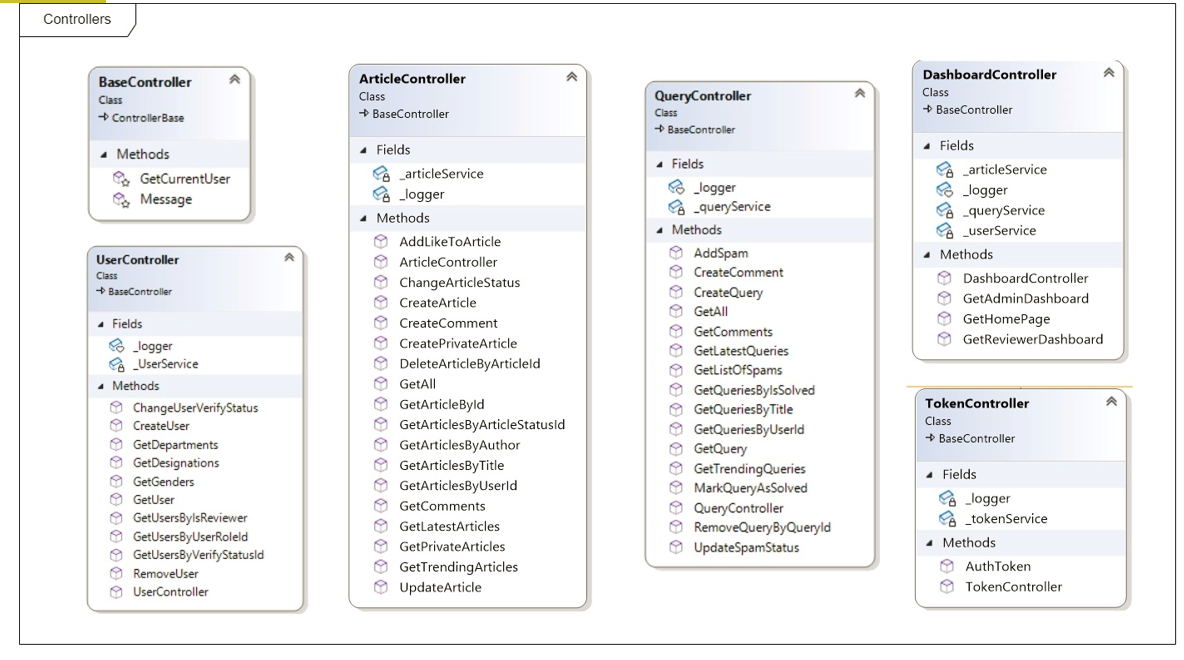 Controllers
BaseController
Class
ControllerBase
Methods
GetCurrentUser
Message
UserController
Class
BaseController
Fields
_logger
_UserService
Methods
ChangeUserVerifyStatus
CreateUser
GetDepartments
GetDesignations
GetGenders
GetUser
GetUsersByIsReviewer
GetUsersByUserRoleId
GetUsersByVerifyStatusId
RemoveUser
UserController
ArticleController
Class
BaseController
Fields
_articleService
_logger
Methods
AddLikeToArticle
ArticleController
ChangeArticleStatus
CreateArticle
CreateComment
CreatePrivateArticle
DeleteArticleByArticleId
GetAll
GetArticleById
GetArticlesByArticleStatusId
GetArticlesByAuthor
GetArticlesByTitle
GetArticlesByUserId
GetComments
GetLatestArticles
GetPrivateArticles
GetTrendingArticles
UpdateArticle
QueryController
Class
BaseController
Fields
_logger
_queryService
Methods
AddSpam
CreateComment
CreateQuery
GetAll
GetComments
GetLatestQueries
GetListOfSpams
GetQueriesByIsSolved
GetQueriesByTitle
GetQueriesByUserId
GetQuery
GetTrendingQueries
MarkQueryAsSolved
QueryController
RemoveQueryByQueryId
UpdateSpamStatus
DashboardController
Class
BaseController
Fields
_articleService
_logger
_queryService
_userService
Methods
DashboardController
GetAdminDashboard
GetHomePage
GetReviewerDashboard
TokenController
Class
BaseController
Fields
_logger
_tokenService
Methods
AuthToken
TokenController